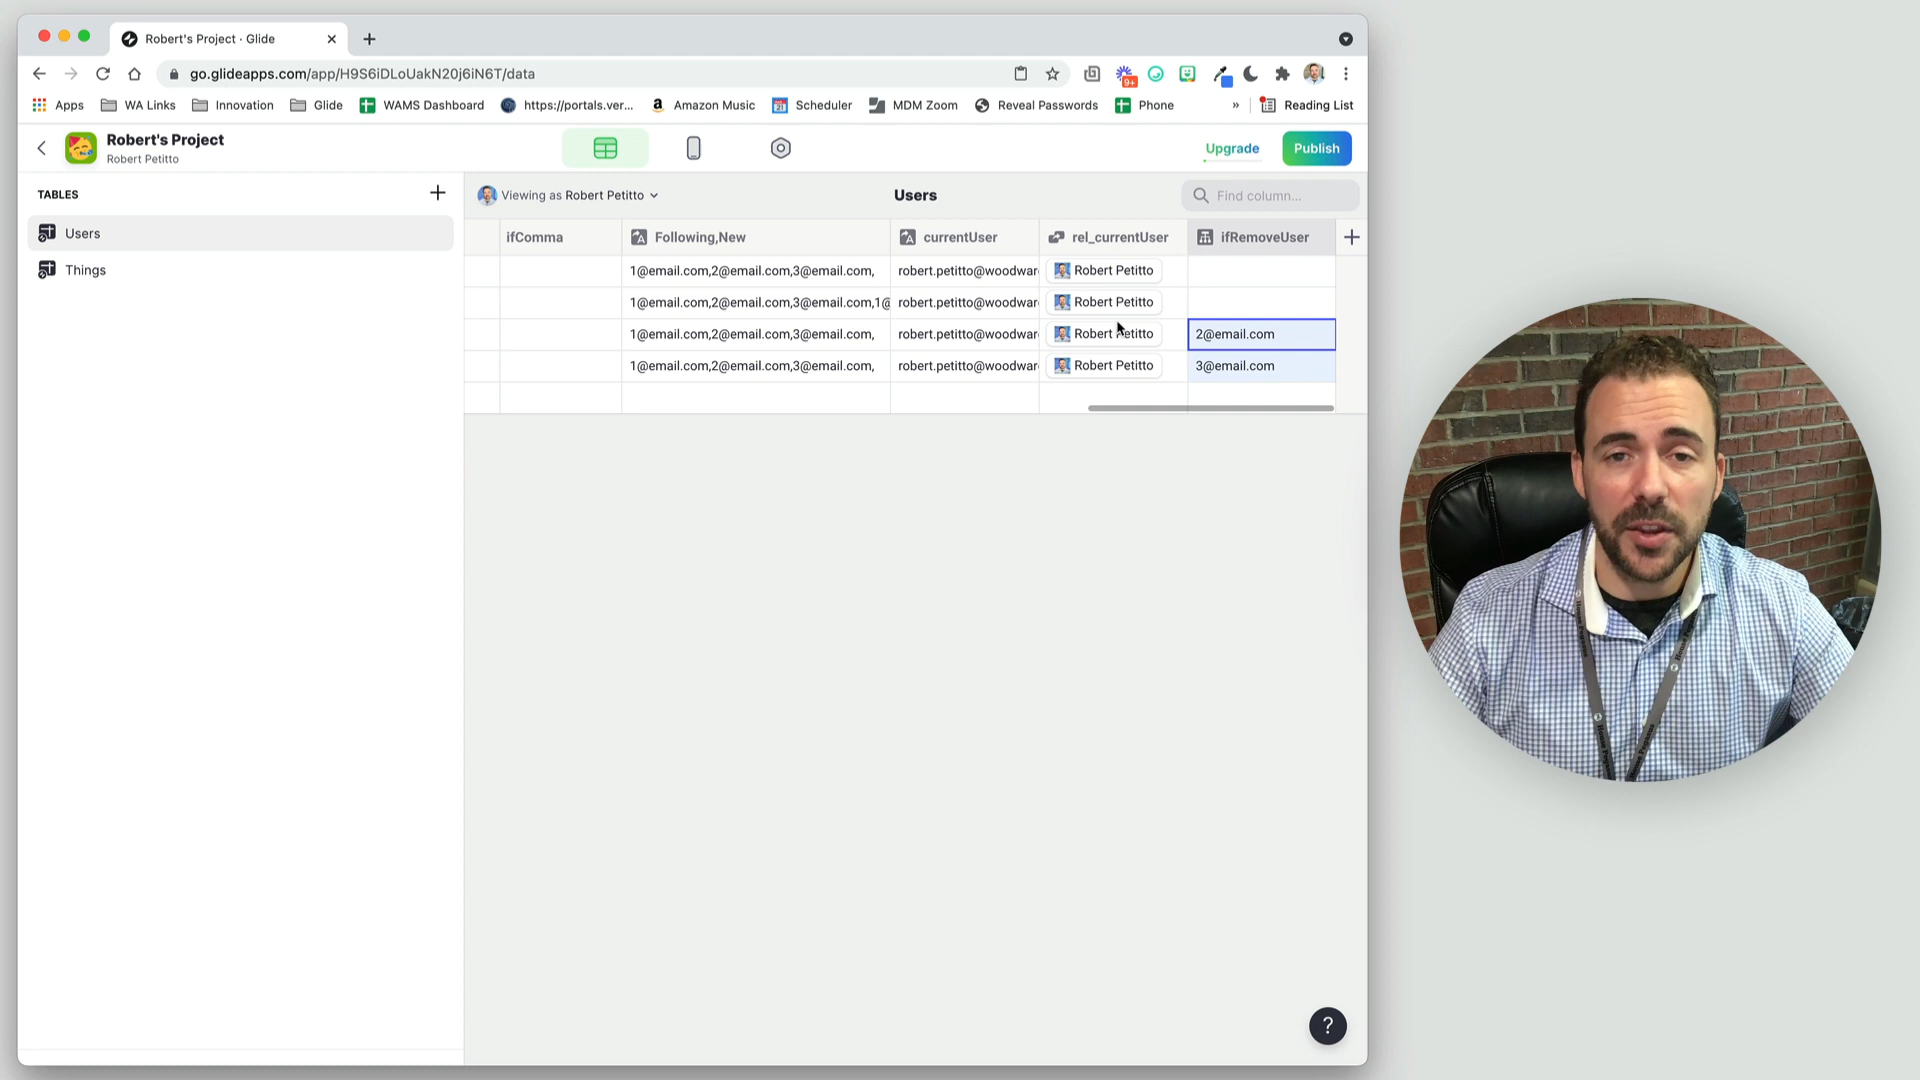 Robert's Project · Glide
go.glideapps.com/app/H9S6iDLoUakN20j6iN6T/data
9+
Apps
WA Links
Innovation
Glide
WAMS Dashboard
https://portals.ver...
Amazon Music
Scheduler
MDM Zoom
Reveal Passwords
Phone
»
Reading List
Robert's Project
Robert Petitto
Upgrade
Publish
TABLES
Users
Things
Viewing as Robert Petitto
Users
Find column...
ifComma Following,New currentUser rel_currentUser ifRemoveUser
1@email.com,2@email.com,3@email.com, robert.petitto@woodwar Robert Petitto
1@email.com,2@email.com,3@email.com,1@ robert.petitto@woodwar Robert Petitto
1@email.com,2@email.com,3@email.com, robert.petitto@woodwar Robert Petitto 2@email.com
1@email.com,2@email.com,3@email.com, robert.petitto@woodwar Robert Petitto 3@email.com
?